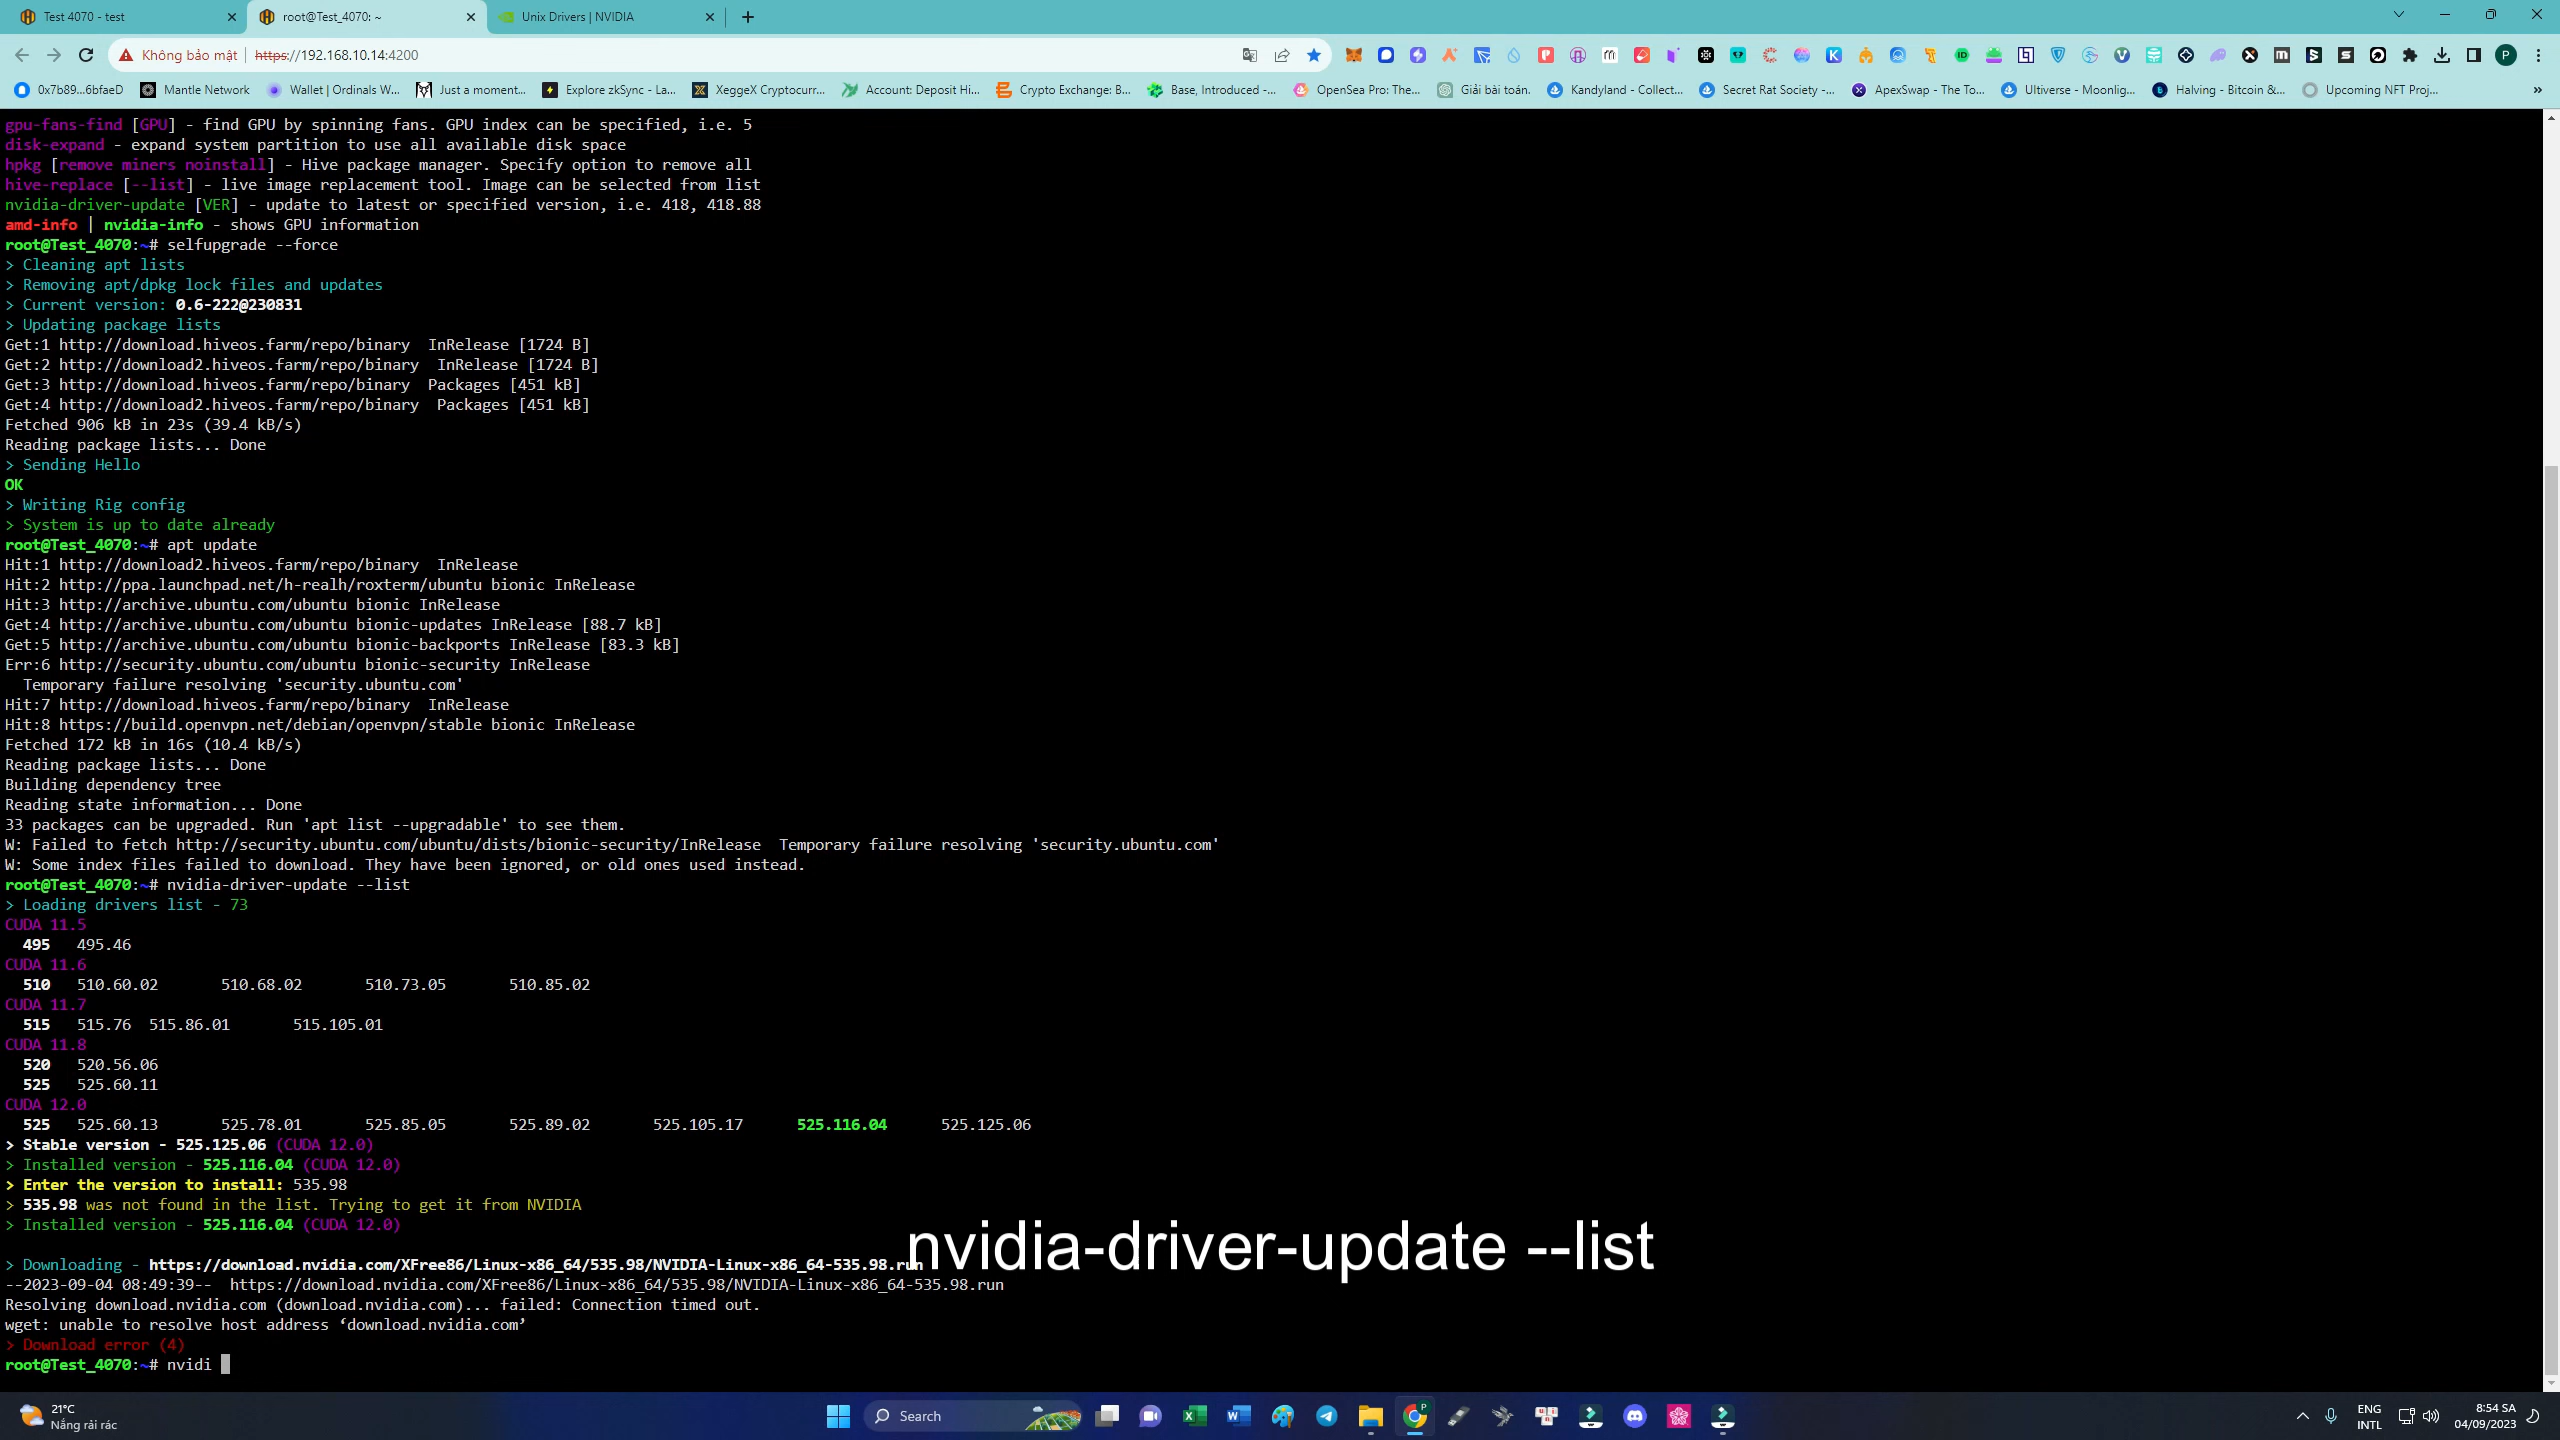 Test 4070 - test
root@Test_4070: ~
Unix Drivers | NVIDIA
Không bảo mật
https://192.168.10.14:4200
0x7b89...6bfaeD
Mantle Network
Wallet | Ordinals W...
Just a moment...
Explore zkSync - La...
XeggeX Cryptocurr...
Account: Deposit Hi...
Crypto Exchange: B...
Base, Introduced -...
OpenSea Pro: The...
Giải bài toán.
Kandyland - Collect...
Secret Rat Society -...
ApexSwap - The To...
Ultiverse - Moonlig...
Halving - Bitcoin &...
Upcoming NFT Proj...
»
gpu-fans-find [GPU] - find GPU by spinning fans. GPU index can be specified, i.e. 5
disk-expand - expand system partition to use all available disk space
hpkg [remove miners noinstall] - Hive package manager. Specify option to remove all
hive-replace [--list] - live image replacement tool. Image can be selected from list
nvidia-driver-update [VER] - update to latest or specified version, i.e. 418, 418.88
amd-info | nvidia-info - shows GPU information
root@Test_4070:~# selfupgrade --force
> Cleaning apt lists
> Removing apt/dpkg lock files and updates
> Current version: 0.6-222@230831
> Updating package lists
Get:1 http://download.hiveos.farm/repo/binary  InRelease [1724 B]
Get:2 http://download2.hiveos.farm/repo/binary  InRelease [1724 B]
Get:3 http://download.hiveos.farm/repo/binary  Packages [451 kB]
Get:4 http://download2.hiveos.farm/repo/binary  Packages [451 kB]
Fetched 906 kB in 23s (39.4 kB/s)
Reading package lists... Done
> Sending Hello
OK
> Writing Rig config
> System is up to date already
root@Test_4070:~# apt update
Hit:1 http://download2.hiveos.farm/repo/binary  InRelease
Hit:2 http://ppa.launchpad.net/h-realh/roxterm/ubuntu bionic InRelease
Hit:3 http://archive.ubuntu.com/ubuntu bionic InRelease
Get:4 http://archive.ubuntu.com/ubuntu bionic-updates InRelease [88.7 kB]
Get:5 http://archive.ubuntu.com/ubuntu bionic-backports InRelease [83.3 kB]
Err:6 http://security.ubuntu.com/ubuntu bionic-security InRelease
  Temporary failure resolving 'security.ubuntu.com'
Hit:7 http://download.hiveos.farm/repo/binary  InRelease
Hit:8 https://build.openvpn.net/debian/openvpn/stable bionic InRelease
Fetched 172 kB in 16s (10.4 kB/s)
Reading package lists... Done
Building dependency tree
Reading state information... Done
33 packages can be upgraded. Run 'apt list --upgradable' to see them.
W: Failed to fetch http://security.ubuntu.com/ubuntu/dists/bionic-security/InRelease  Temporary failure resolving 'security.ubuntu.com'
W: Some index files failed to download. They have been ignored, or old ones used instead.
root@Test_4070:~# nvidia-driver-update --list
> Loading drivers list - 73
CUDA 11.5
  495   495.46
CUDA 11.6
  510   510.60.02       510.68.02       510.73.05       510.85.02
CUDA 11.7
  515   515.76  515.86.01       515.105.01
CUDA 11.8
  520   520.56.06
  525   525.60.11
CUDA 12.0
  525   525.60.13       525.78.01       525.85.05       525.89.02       525.105.17      525.116.04      525.125.06
> Stable version - 525.125.06 (CUDA 12.0)
> Installed version - 525.116.04 (CUDA 12.0)
> Enter the version to install: 535.98
> 535.98 was not found in the list. Trying to get it from NVIDIA
> Installed version - 525.116.04 (CUDA 12.0)
nvidia-driver-update --list
> Downloading - https://download.nvidia.com/XFree86/Linux-x86_64/535.98/NVIDIA-Linux-x86_64-535.98.run
--2023-09-04 08:49:39--  https://download.nvidia.com/XFree86/Linux-x86_64/535.98/NVIDIA-Linux-x86_64-535.98.run
Resolving download.nvidia.com (download.nvidia.com)... failed: Connection timed out.
wget: unable to resolve host address ‘download.nvidia.com’
> Download error (4)
root@Test_4070:~# nvidi
21°C
Nắng rải rác
Search
ENG
INTL
8:54 SA
04/09/2023